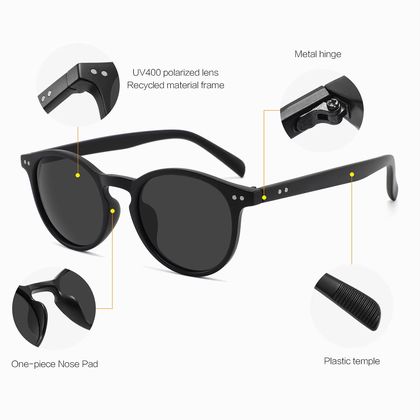 UV400 polarized lens
Recycled material frame
Metal hinge
One-piece Nose Pad
Plastic temple